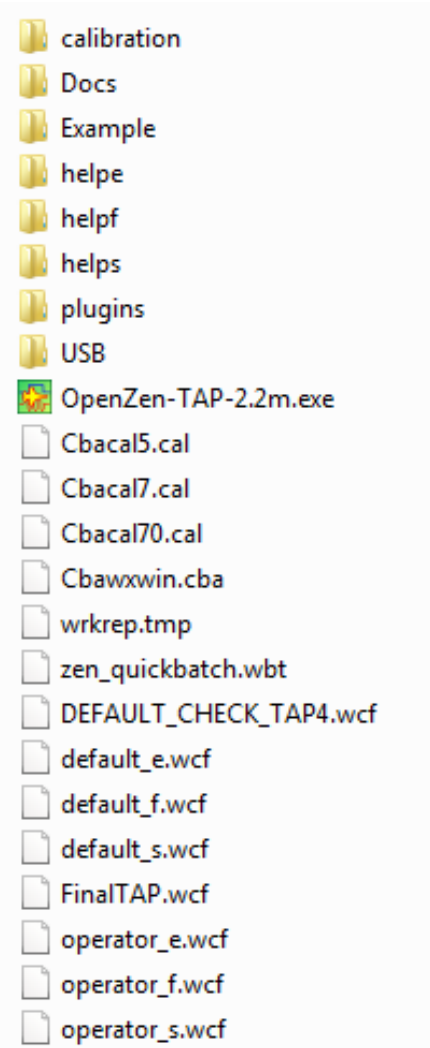 calibration
Docs
Example
helpe
helpf
helps
plugins
USB
OpenZen-TAP-2.2m.exe
Cbacal5.cal
Cbacal7.cal
Cbacal70.cal
Cbawxwin.cba
wrkrep.tmp
zen_quickbatch.wbt
DEFAULT_CHECK_TAP4.wcf
default_e.wcf
default_f.wcf
default_s.wcf
FinalTAP.wcf
operator_e.wcf
operator_f.wcf
operator_s.wcf